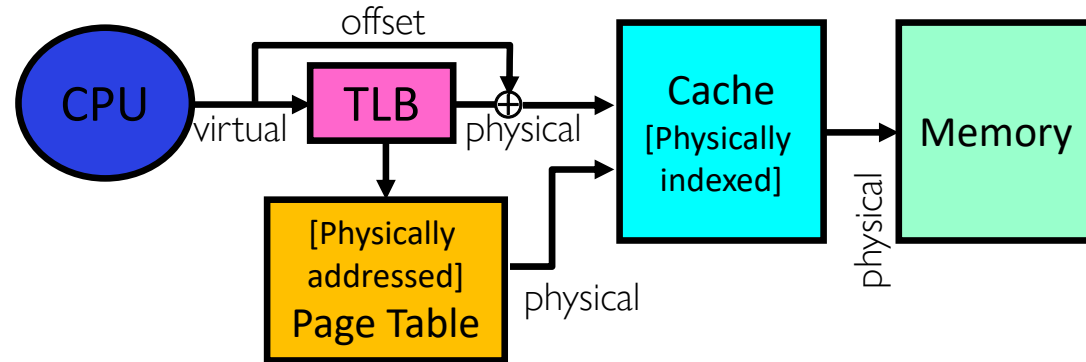 offset
CPU
virtual
TLB
physical
Cache
[Physically
indexed]
physical
Memory
[Physically
addressed]
Page Table
physical